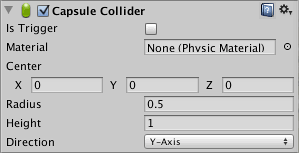 Capsule Collider
Is Trigger
Material None (Physic Material)
Center
X 0 Y 0 Z 0
Radius 0.5
Height 1
Direction Y-Axis